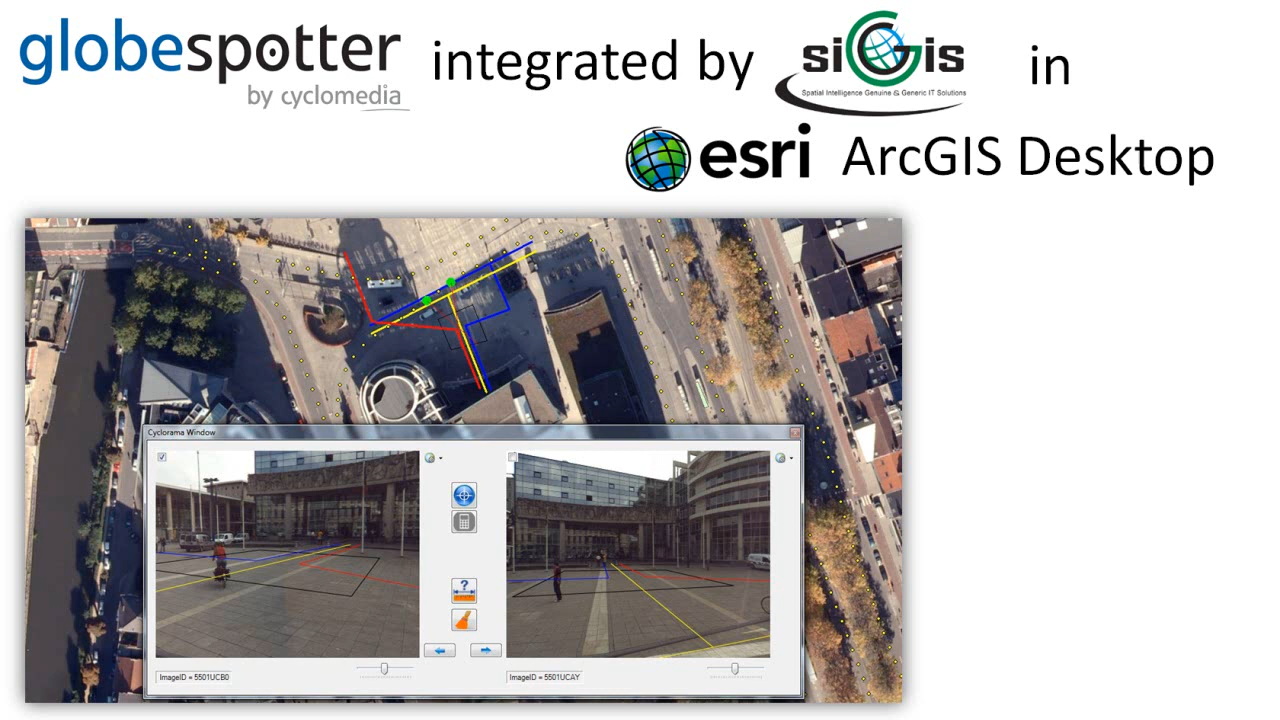 globespotter integrated by siGis in
by cyclomedia
Spatial Intelligence Genuine & Generic IT Solutions
esri ArcGIS Desktop
Cyclorama Window
?
ImageID = 5501UCB0
ImageID = 5501UCAY